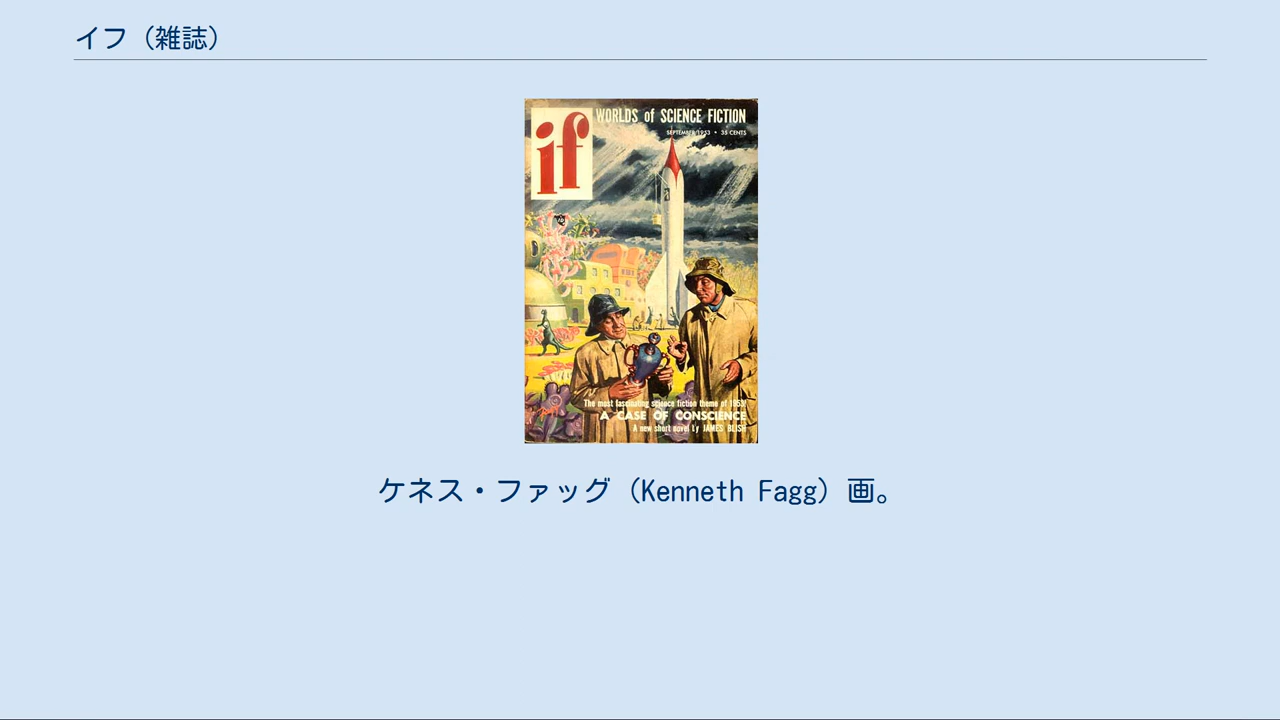 イフ（雑誌）
if
WORLDS of SCIENCE FICTION
SEPTEMBER 1953 • 35 CENTS
The most fascinating science fiction theme of 1953!
A CASE OF CONSCIENCE
A new short novel by JAMES BLISH
ケネス・ファッグ（Kenneth Fagg）画。